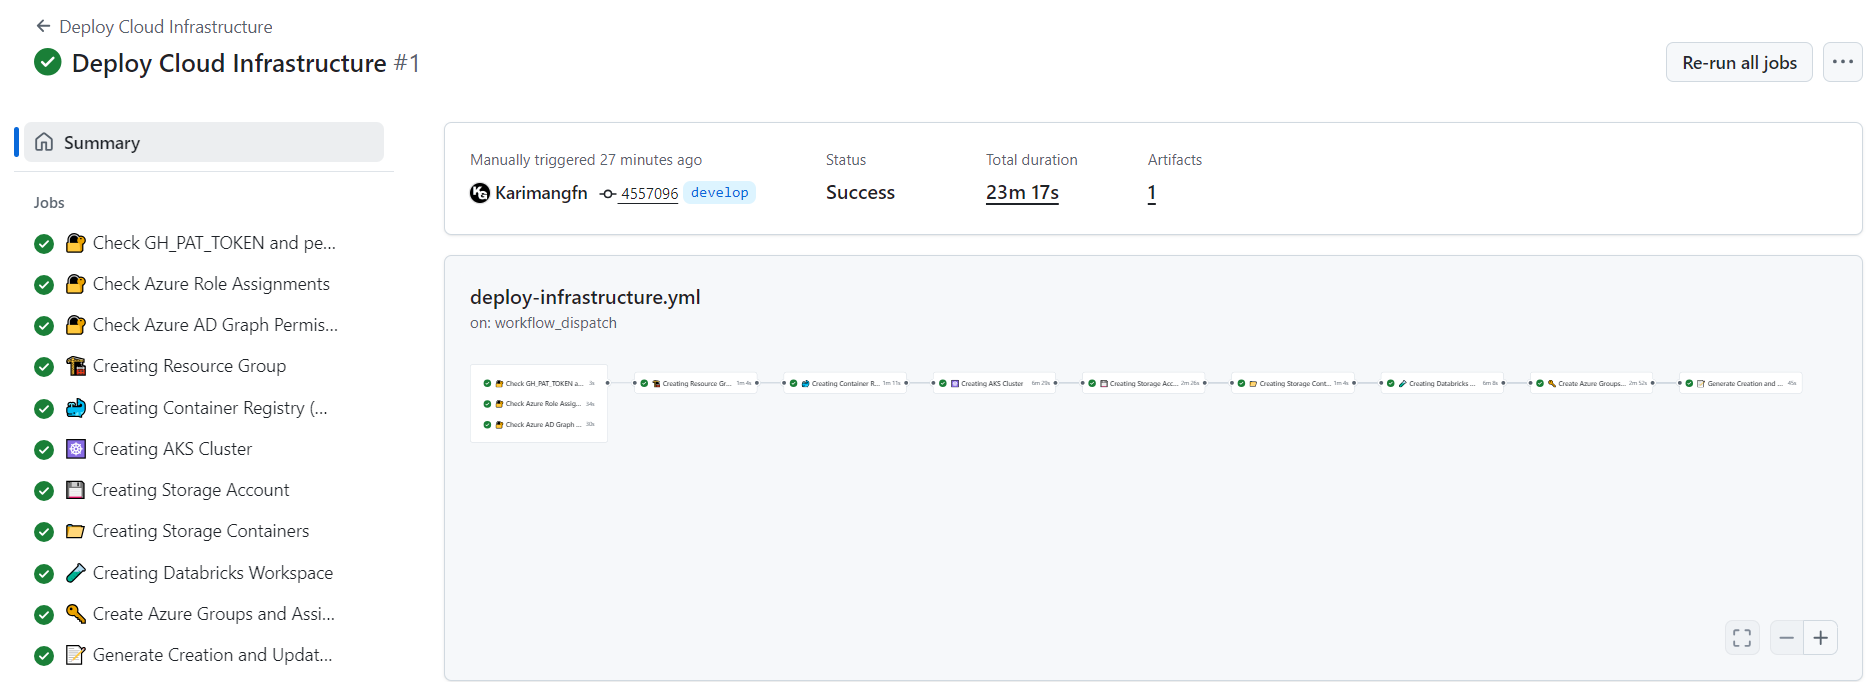 Deploy Cloud Infrastructure
Deploy Cloud Infrastructure #1
Re-run all jobs
Summary
Jobs
Check GH_PAT_TOKEN and pe...
Check Azure Role Assignments
Check Azure AD Graph Permis...
Creating Resource Group
Creating Container Registry (...
Creating AKS Cluster
Creating Storage Account
Creating Storage Containers
Creating Databricks Workspace
Create Azure Groups and Assi...
Generate Creation and Updat...
Manually triggered 27 minutes ago
Karimangfn 4557096 develop
Status
Success
Total duration
23m 17s
Artifacts
1
deploy-infrastructure.yml
on: workflow_dispatch
Check GH_PAT_TOKEN a... 3s
Check Azure Role Assig... 34s
Check Azure AD Graph ... 30s
Creating Resource Gr... 1m 4s
Creating Container R... 1m 11s
Creating AKS Cluster 6m 29s
Creating Storage Acc... 2m 26s
Creating Storage Cont... 1m 4s
Creating Databricks ... 6m 8s
Create Azure Groups... 2m 52s
Generate Creation and ... 45s